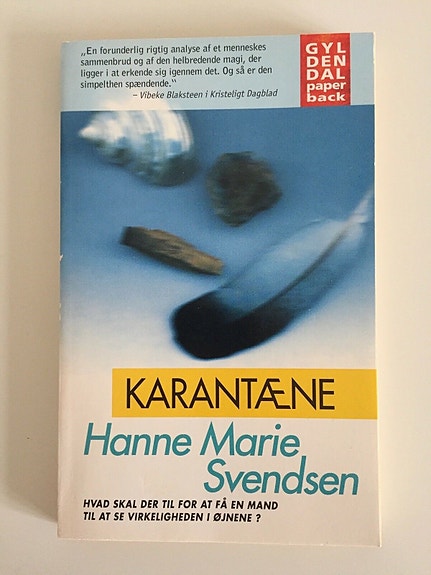 „En forunderlig rigtig analyse af et menneskes
sammenbrud og af den helbredende magi, der
ligger i at erkende sig igennem det. Og så er den
simpelthen spændende.“
– Vibeke Blaksteen i Kristeligt Dagblad
GYL
DEN
DAL
paper
back
KARANTÆNE
Hanne Marie
Svendsen
HVAD SKAL DER TIL FOR AT FÅ EN MAND
TIL AT SE VIRKELIGHEDEN I ØJNENE ?